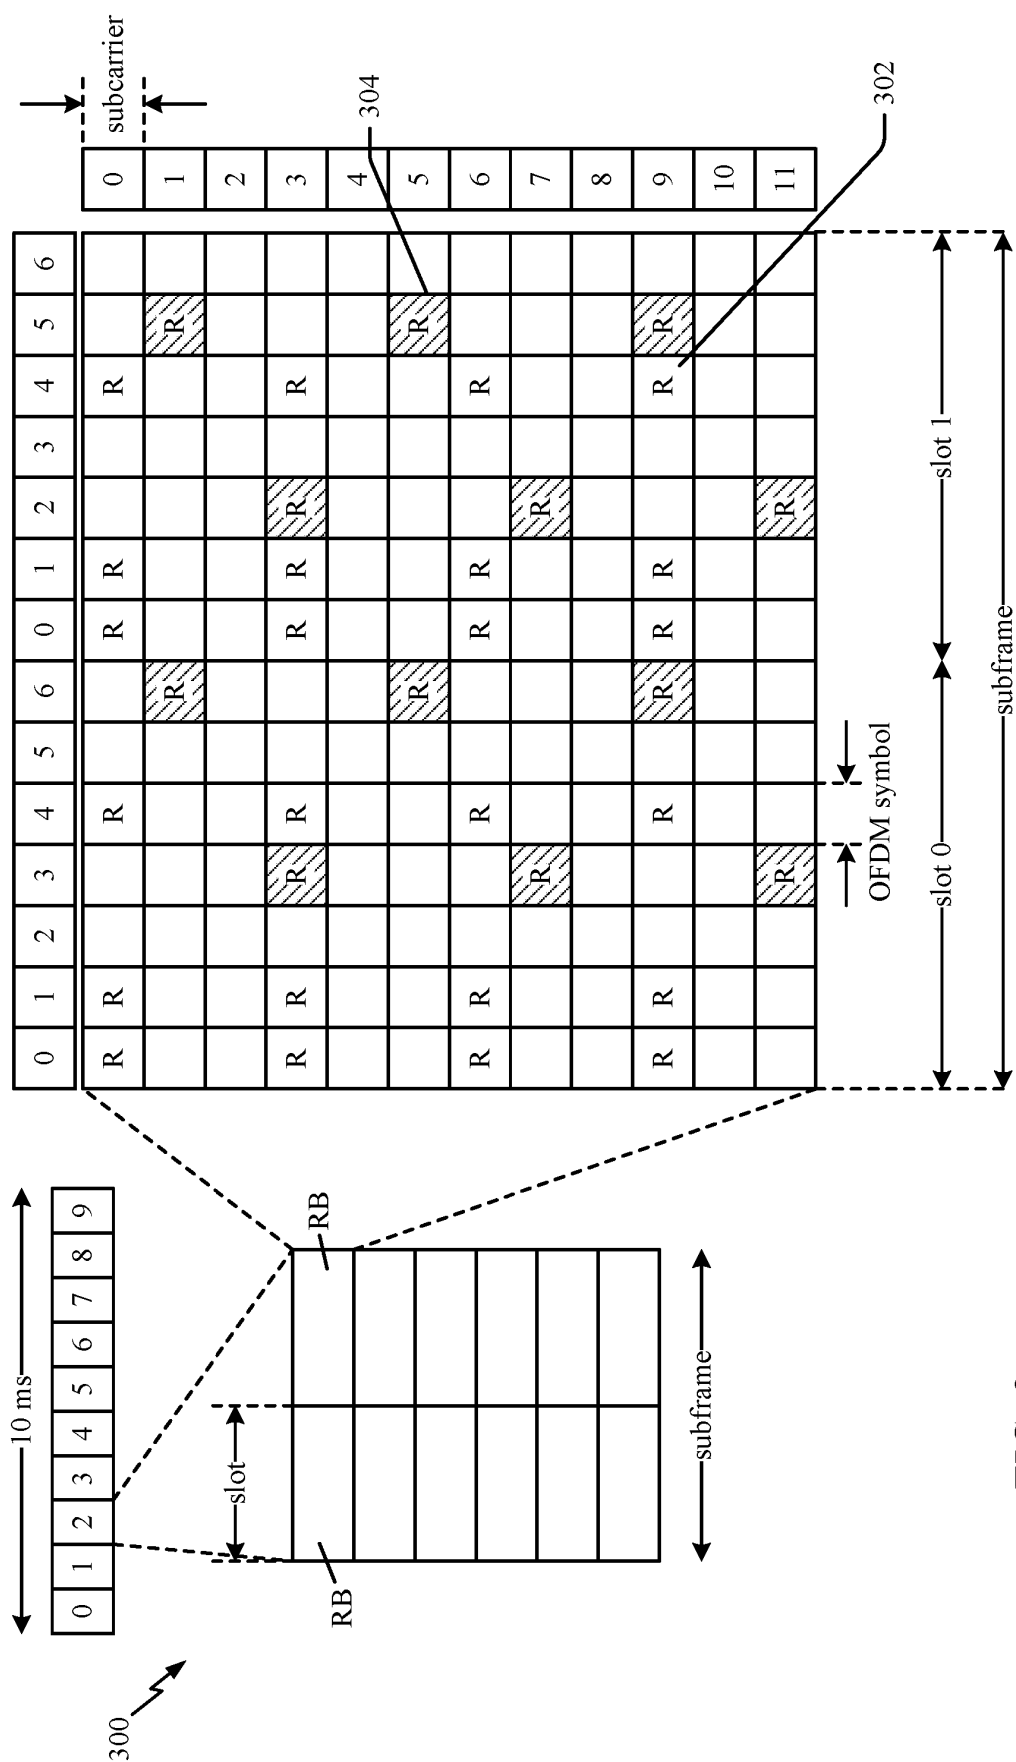 300
10 ms
0 1 2 3 4 5 6 7 8 9
slot
RB
RB
subframe
0 1 2 3 4 5 6 0 1 2 3 4 5 6
R R R R R R 0
subcarrier
R R 1
2
R R R R R R R R 3
4
304
R R 5
R R R R R R 6
R R 7
8
R R R R R R R R 9
10
R R 11
302
OFDM symbol
slot 0 slot 1
subframe